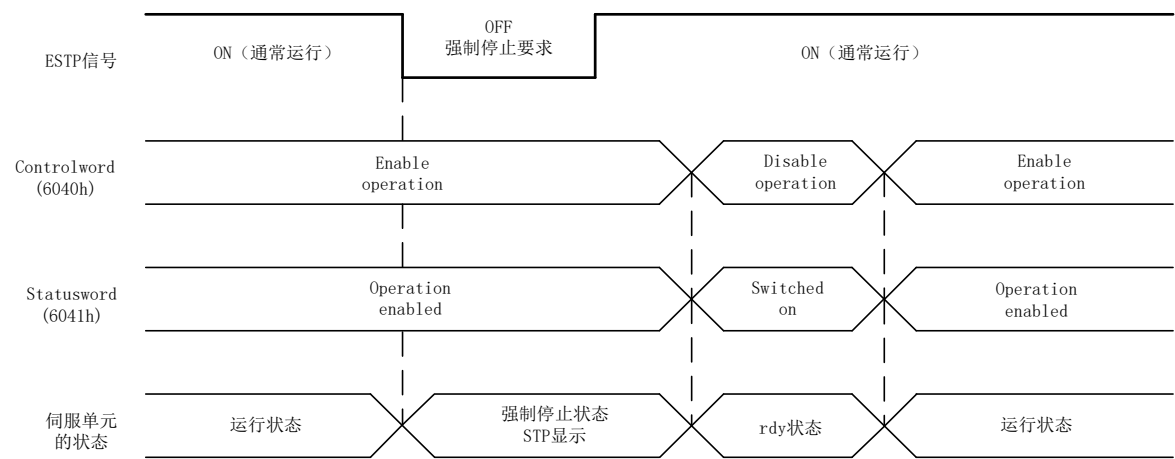 OFF
强制停止要求
ESTP信号
ON（通常运行）
ON（通常运行）
Controlword
(6040h)
Enable
operation
Disable
operation
Enable
operation
Statusword
(6041h)
Operation
enabled
Switched
on
Operation
enabled
伺服单元
的状态
运行状态
强制停止状态
STP显示
rdy状态
运行状态